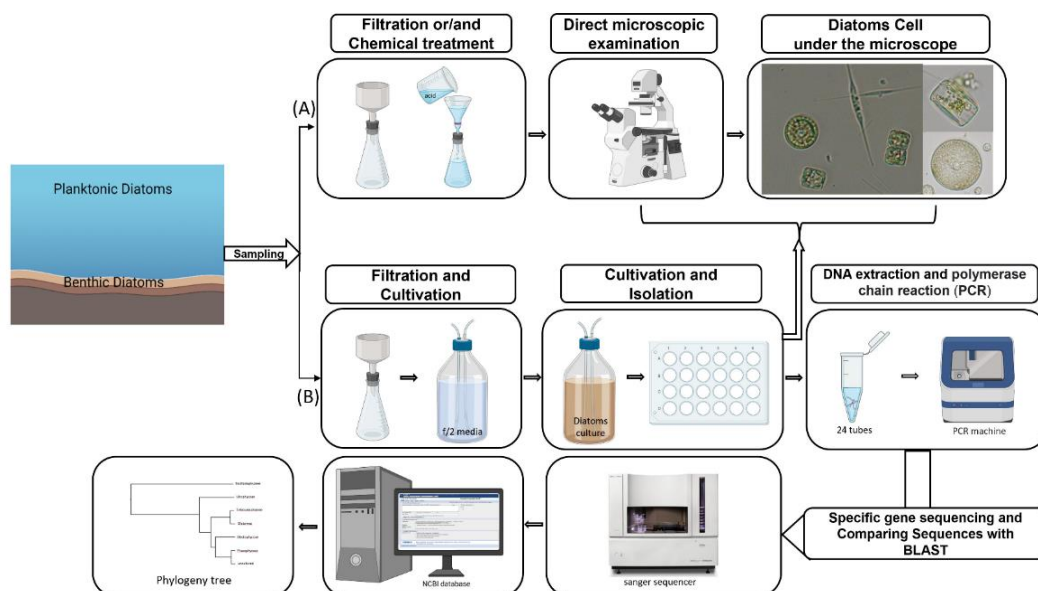 Filtration or/and
Chemical treatment
Direct microscopic
examination
Diatoms Cell
under the microscope
(A)
acid
Planktonic Diatoms
Benthic Diatoms
Sampling
Filtration and
Cultivation
Cultivation and
Isolation
DNA extraction and polymerase
chain reaction (PCR)
(B)
f/2 media
Diatoms
culture
24 tubes
PCR machine
Phylogeny tree
NCBI database
sanger sequencer
Specific gene sequencing and
Comparing Sequences with
BLAST